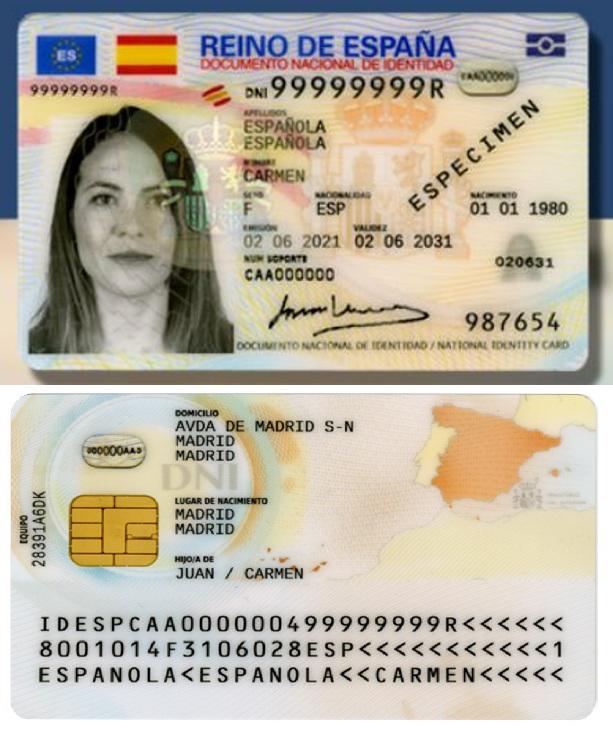 ES
REINO DE ESPAÑA
DOCUMENTO NACIONAL DE IDENTIDAD
99999999R
DNI 99999999R
APELLIDOS
ESPAÑOLA
ESPAÑOLA
NOMBRE
CARMEN
ESPECIMEN
SEXO NACIONALIDAD NACIMIENTO
F ESP 01 01 1980
EMISIÓN VALIDEZ
02 06 2021 02 06 2031
NUM SOPORTE
CAA000000
020631
987654
DOCUMENTO NACIONAL DE IDENTIDAD / NATIONAL IDENTITY CARD
DOMICILIO
AVDA DE MADRID S-N
MADRID
MADRID
DNI
LUGAR DE NACIMIENTO
MADRID
MADRID
EQUIPO
28391A6DK
HIJO/A DE
JUAN / CARMEN
IDESPCAA000000499999999R<<<<<<
8001014F3106028ESP<<<<<<<<<<<1
ESPANOLA<ESPANOLA<<CARMEN<<<<<